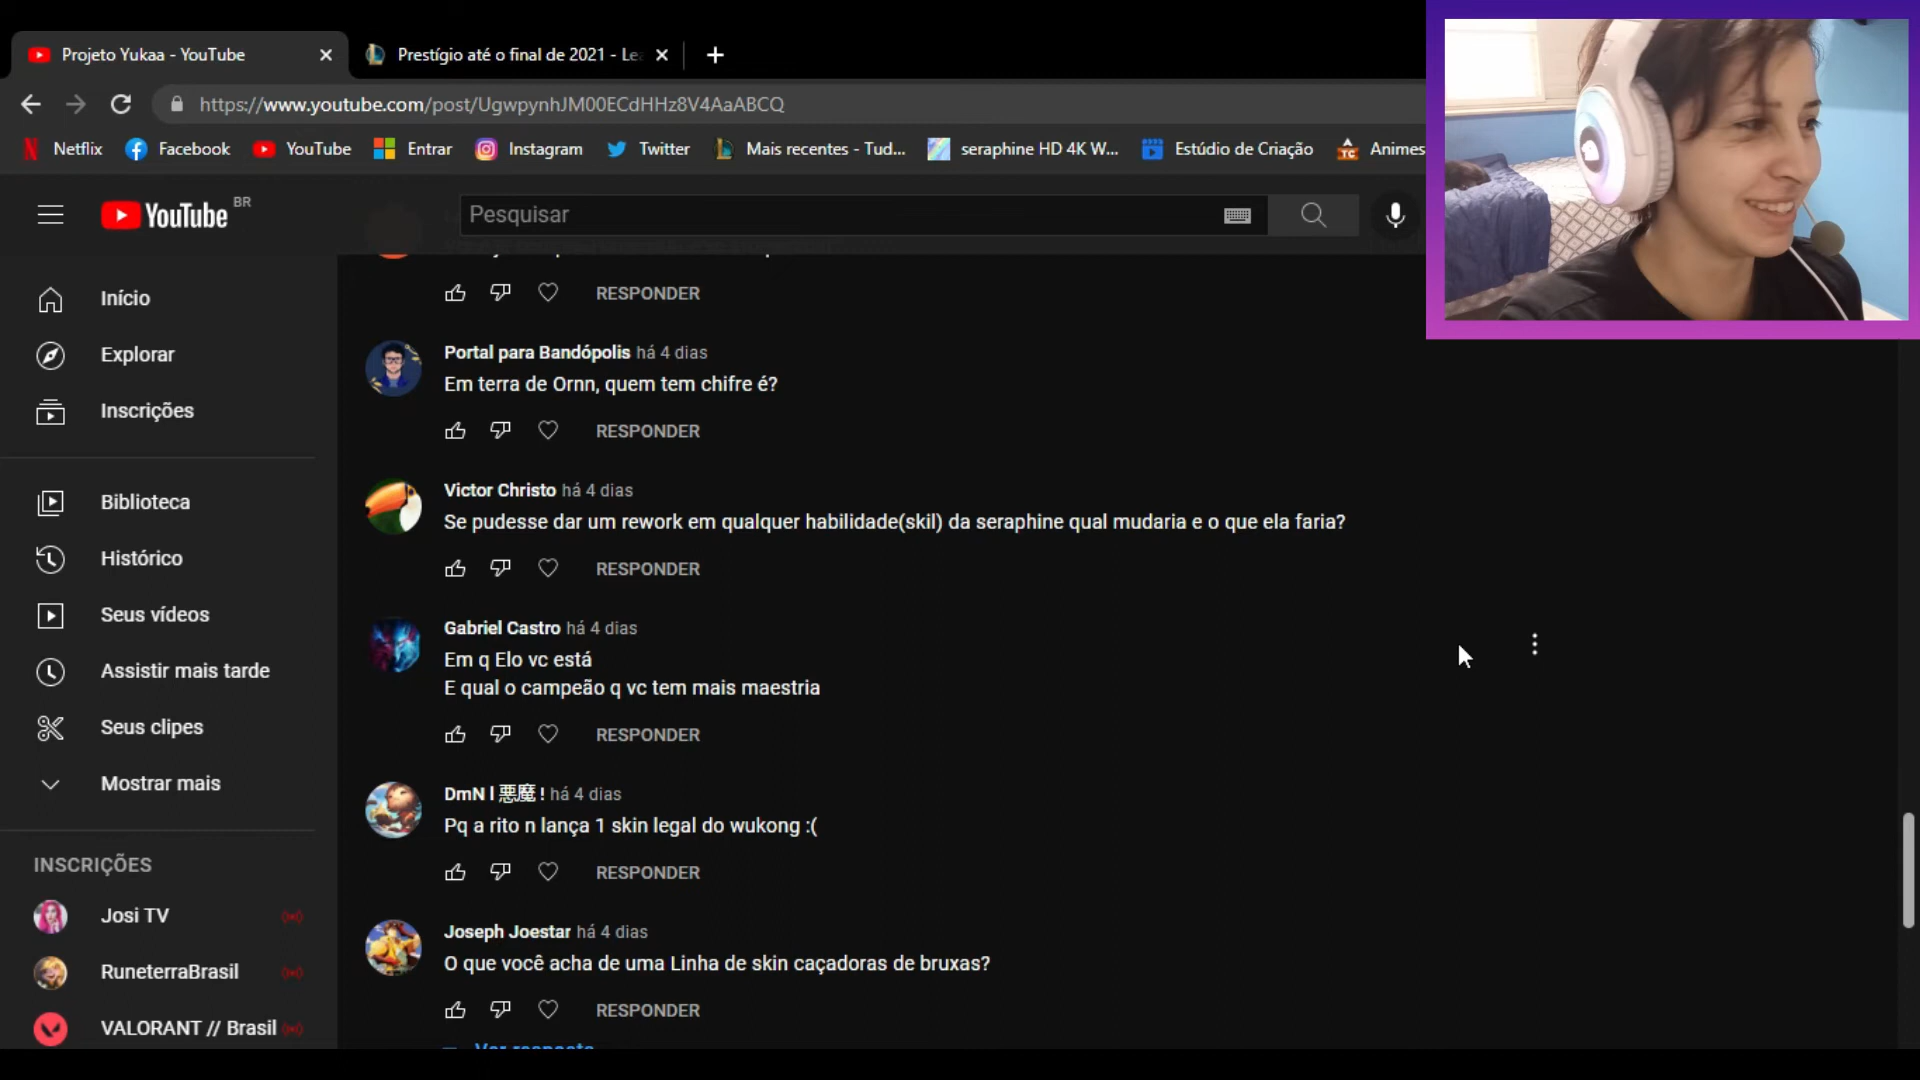 Projeto Yukaa - YouTube
Prestígio até o final de 2021 - Le
https://www.youtube.com/post/UgwpynhJM00ECdHHz8V4AaABCQ
Netflix
Facebook
YouTube
Entrar
Instagram
Twitter
Mais recentes - Tud...
seraphine HD 4K W...
Estúdio de Criação
Animes
YouTube BR
Pesquisar
Início
Explorar
Inscrições
Biblioteca
Histórico
Seus vídeos
Assistir mais tarde
Seus clipes
Mostrar mais
INSCRIÇÕES
Josi TV
RuneterraBrasil
VALORANT // Brasil
RESPONDER
Portal para Bandópolis há 4 dias
Em terra de Ornn, quem tem chifre é?
RESPONDER
Victor Christo há 4 dias
Se pudesse dar um rework em qualquer habilidade(skil) da seraphine qual mudaria e o que ela faria?
RESPONDER
Gabriel Castro há 4 dias
Em q Elo vc está
E qual o campeão q vc tem mais maestria
RESPONDER
DmN l 悪魔 ! há 4 dias
Pq a rito n lança 1 skin legal do wukong :(
RESPONDER
Joseph Joestar há 4 dias
O que você acha de uma Linha de skin caçadoras de bruxas?
RESPONDER